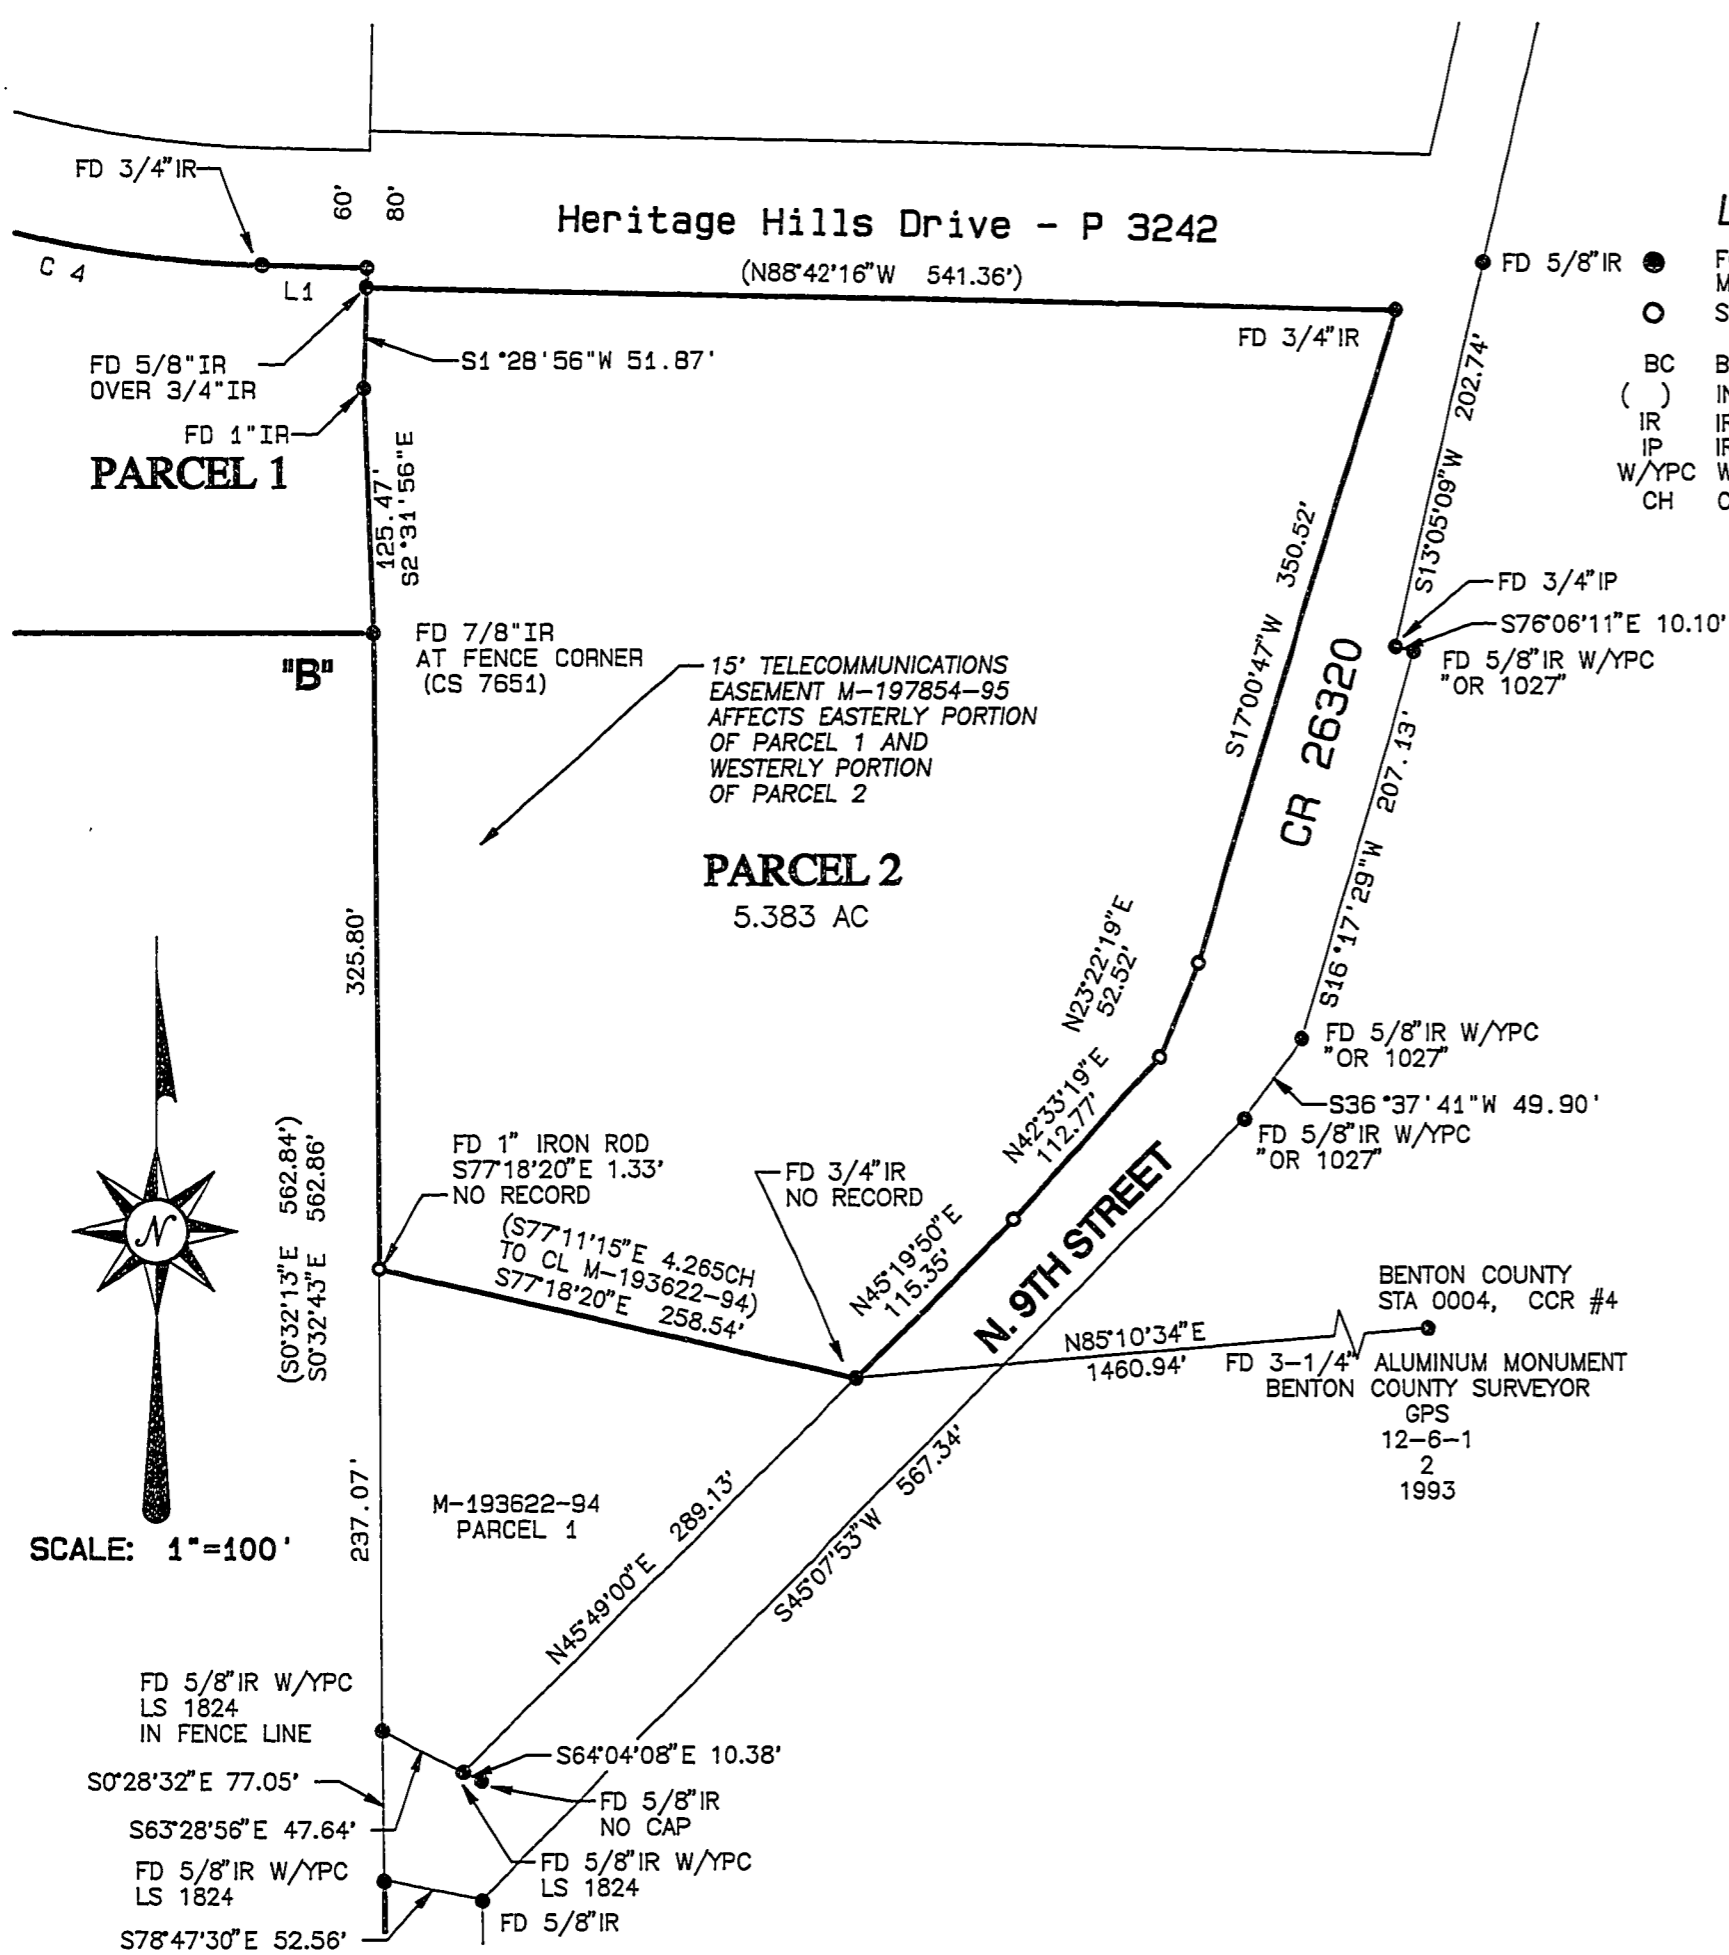 FD 3/4"IR
60'
80'
Heritage Hills Drive - P 3242
(N88°42'16"W 541.36')
C 4
L1
FD 5/8"IR
FD 3/4"IR
FD 5/8"IR
OVER 3/4"IR
S1°28'56"W 51.87'
FD 1"IR
PARCEL 1
125.47'
S2°31'56"E
BC
( )
IR
IP
W/YPC
CH
S13°05'09"W 202.74'
S17°00'47"W 350.52'
FD 3/4"IP
S76°06'11"E 10.10'
FD 5/8"IR W/YPC
"OR 1027"
"B"
FD 7/8"IR
AT FENCE CORNER
(CS 7651)
15' TELECOMMUNICATIONS
EASEMENT M-197854-95
AFFECTS EASTERLY PORTION
OF PARCEL 1 AND
WESTERLY PORTION
OF PARCEL 2
CR 26320
PARCEL 2
5.383 AC
325.80'
N23°22'19"E
52.52'
S16°17'29"W 207.13'
FD 5/8"IR W/YPC
"OR 1027"
S36°37'41"W 49.90'
FD 5/8"IR W/YPC
"OR 1027"
N42°33'19"E
112.77'
N
(S0°32'13"E 562.84')
S0°32'43"E 562.86'
FD 1" IRON ROD
S77°18'20"E 1.33'
NO RECORD
FD 3/4"IR
NO RECORD
(S77°11'15"E 4.265CH
TO CL M-193622-94)
S77°18'20"E 258.54'
N45°19'50"E
115.35'
N. 9TH STREET
BENTON COUNTY
STA 0004, CCR #4
N85°10'34"E
1460.94'
FD 3-1/4" ALUMINUM MONUMENT
BENTON COUNTY SURVEYOR
GPS
12-6-1
2
1993
SCALE: 1"=100'
237.07'
M-193622-94
PARCEL 1
N45°49'00"E 289.13'
S45°07'53"W 567.34'
FD 5/8"IR W/YPC
LS 1824
IN FENCE LINE
S0°28'32"E 77.05'
S63°28'56"E 47.64'
S64°04'08"E 10.38'
FD 5/8"IR
NO CAP
FD 5/8"IR W/YPC
LS 1824
FD 5/8"IR W/YPC
LS 1824
FD 5/8"IR
S78°47'30"E 52.56'